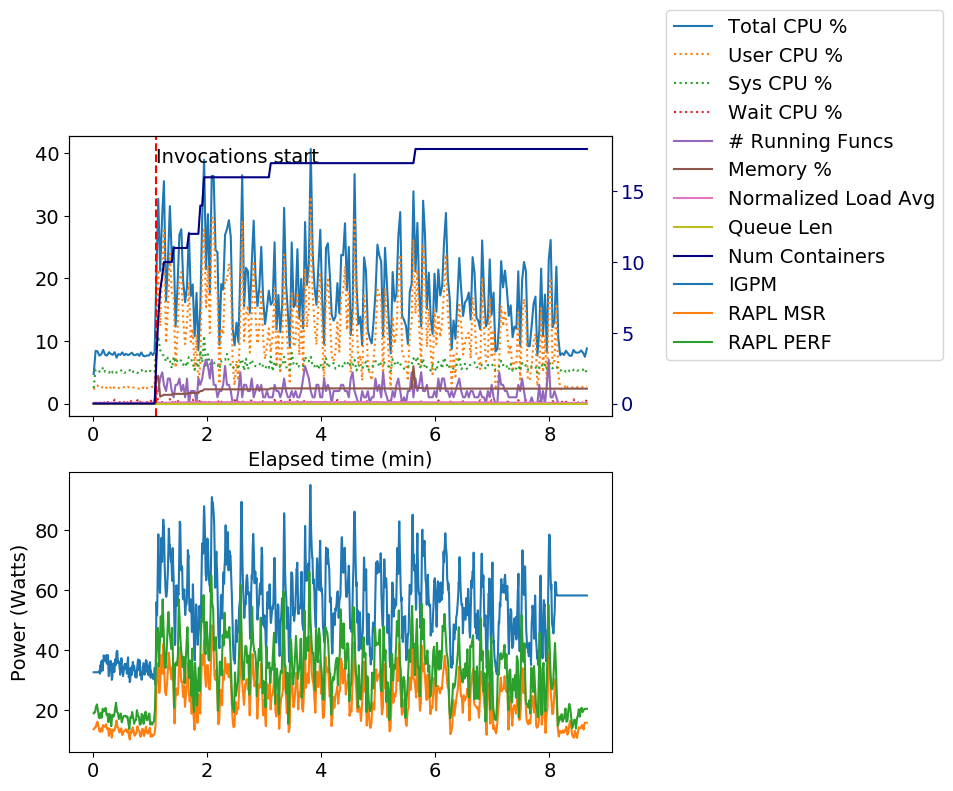 Total CPU %
User CPU %
Sys CPU %
Wait CPU %
# Running Funcs
Memory %
Normalized Load Avg
Queue Len
Num Containers
IGPM
RAPL MSR
RAPL PERF
Invocations start
40
30
20
10
0
15
10
5
0
0 2 4 6 8
Elapsed time (min)
Power (Watts)
80
60
40
20
0 2 4 6 8